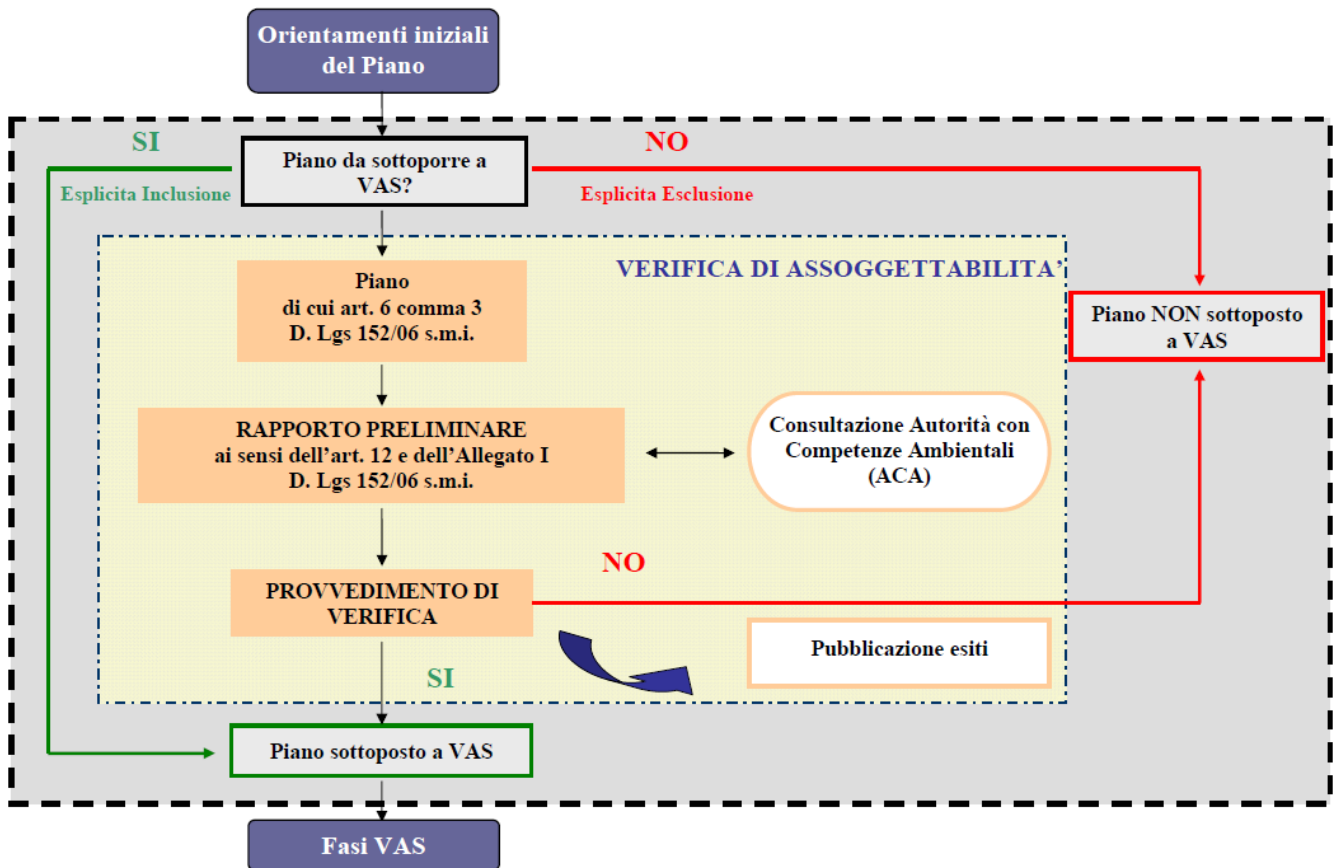 Orientamenti iniziali
del Piano
SI
NO
Piano da sottoporre a
VAS?
Esplicita Inclusione
Esplicita Esclusione
VERIFICA DI ASSOGGETTABILITA'
Piano
di cui art. 6 comma 3
D. Lgs 152/06 s.m.i.
Piano NON sottoposto
a VAS
RAPPORTO PRELIMINARE
ai sensi dell'art. 12 e dell'Allegato I
D. Lgs 152/06 s.m.i.
Consultazione Autorità con
Competenze Ambientali
(ACA)
NO
PROVVEDIMENTO DI
VERIFICA
Pubblicazione esiti
SI
Piano sottoposto a VAS
Fasi VAS